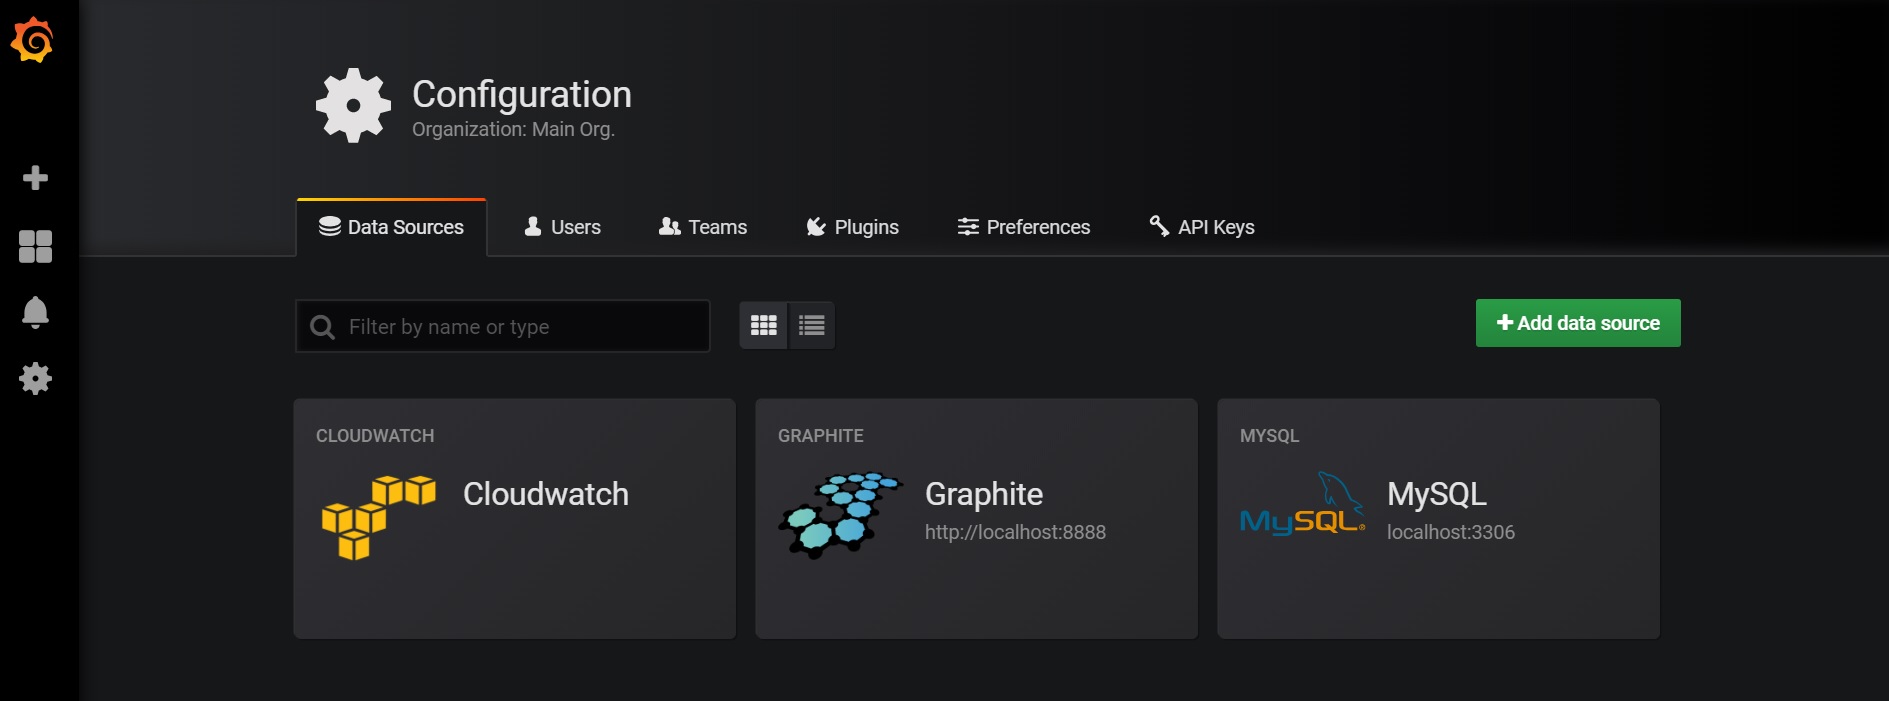 Configuration
Organization: Main Org.
Data Sources
Users
Teams
Plugins
Preferences
API Keys
Filter by name or type
Add data source
CLOUDWATCH
Cloudwatch
GRAPHITE
Graphite
http://localhost:8888
MYSQL
MySQL®
MySQL
localhost:3306